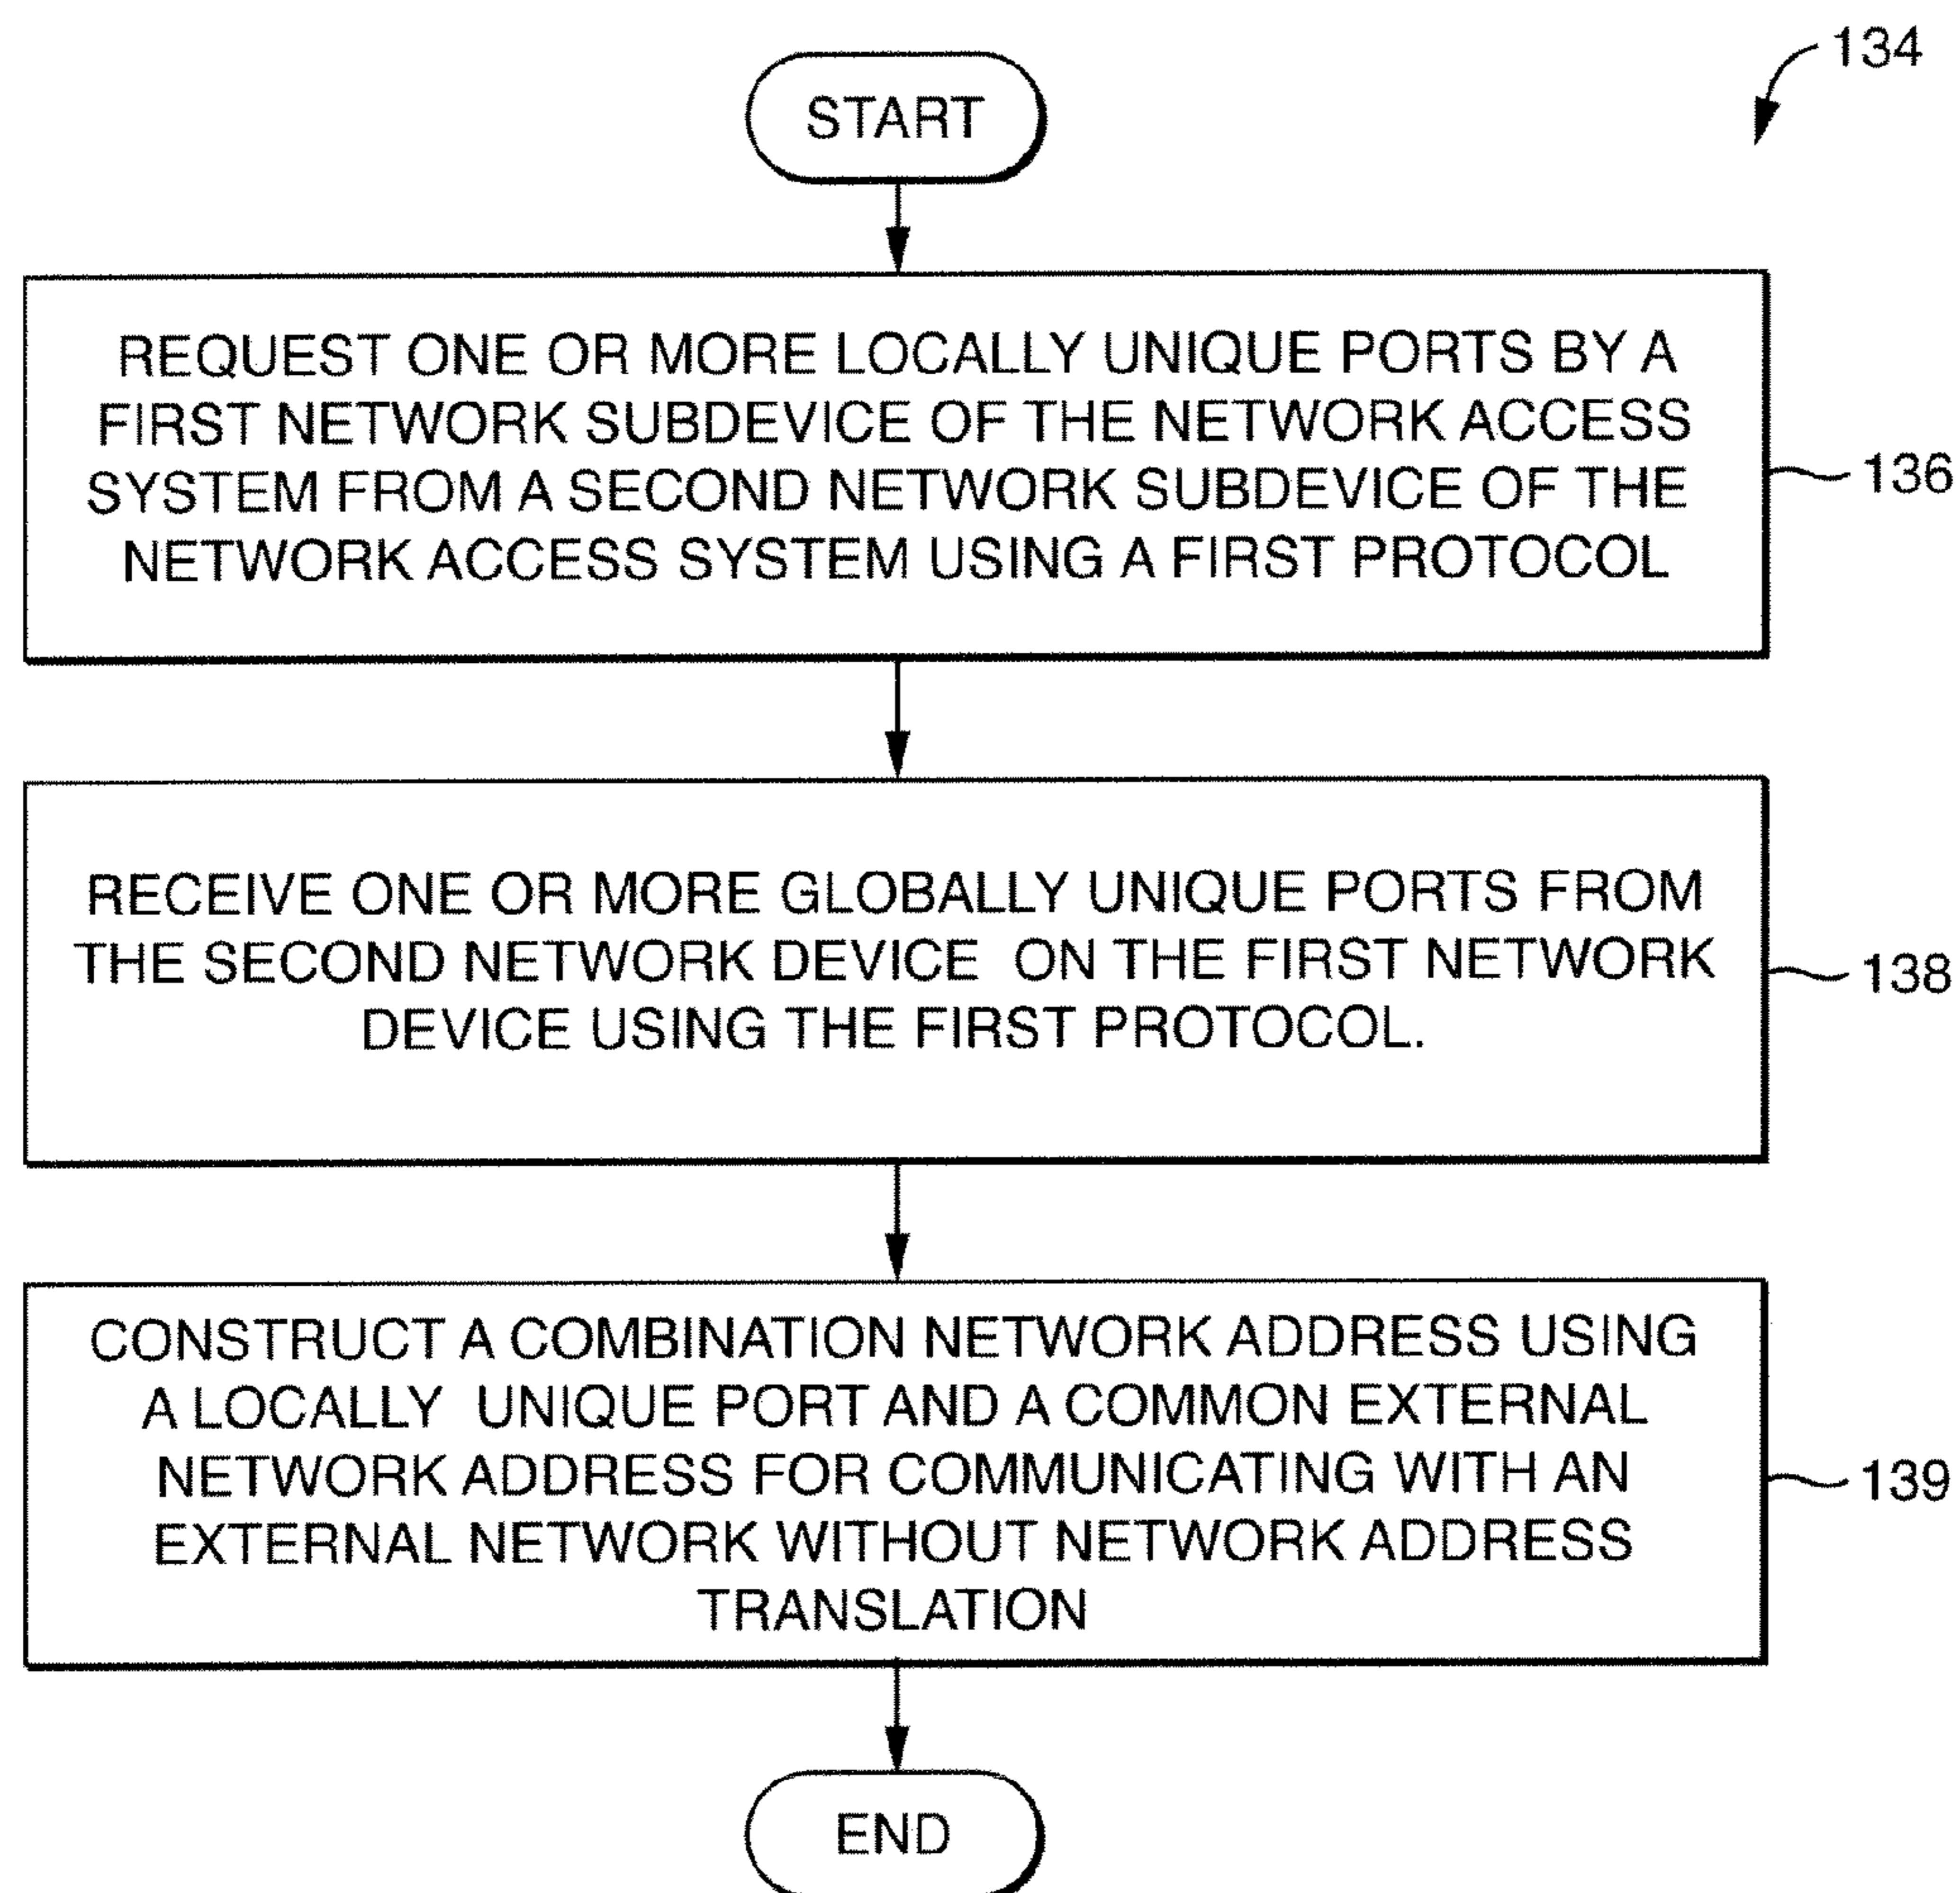 134
START
REQUEST ONE OR MORE LOCALLY UNIQUE PORTS BY A
FIRST NETWORK SUBDEVICE OF THE NETWORK ACCESS
SYSTEM FROM A SECOND NETWORK SUBDEVICE OF THE
NETWORK ACCESS SYSTEM USING A FIRST PROTOCOL
136
RECEIVE ONE OR MORE GLOBALLY UNIQUE PORTS FROM
THE SECOND NETWORK DEVICE ON THE FIRST NETWORK
DEVICE USING THE FIRST PROTOCOL.
138
CONSTRUCT A COMBINATION NETWORK ADDRESS USING
A LOCALLY UNIQUE PORT AND A COMMON EXTERNAL
NETWORK ADDRESS FOR COMMUNICATING WITH AN
EXTERNAL NETWORK WITHOUT NETWORK ADDRESS
TRANSLATION
139
END